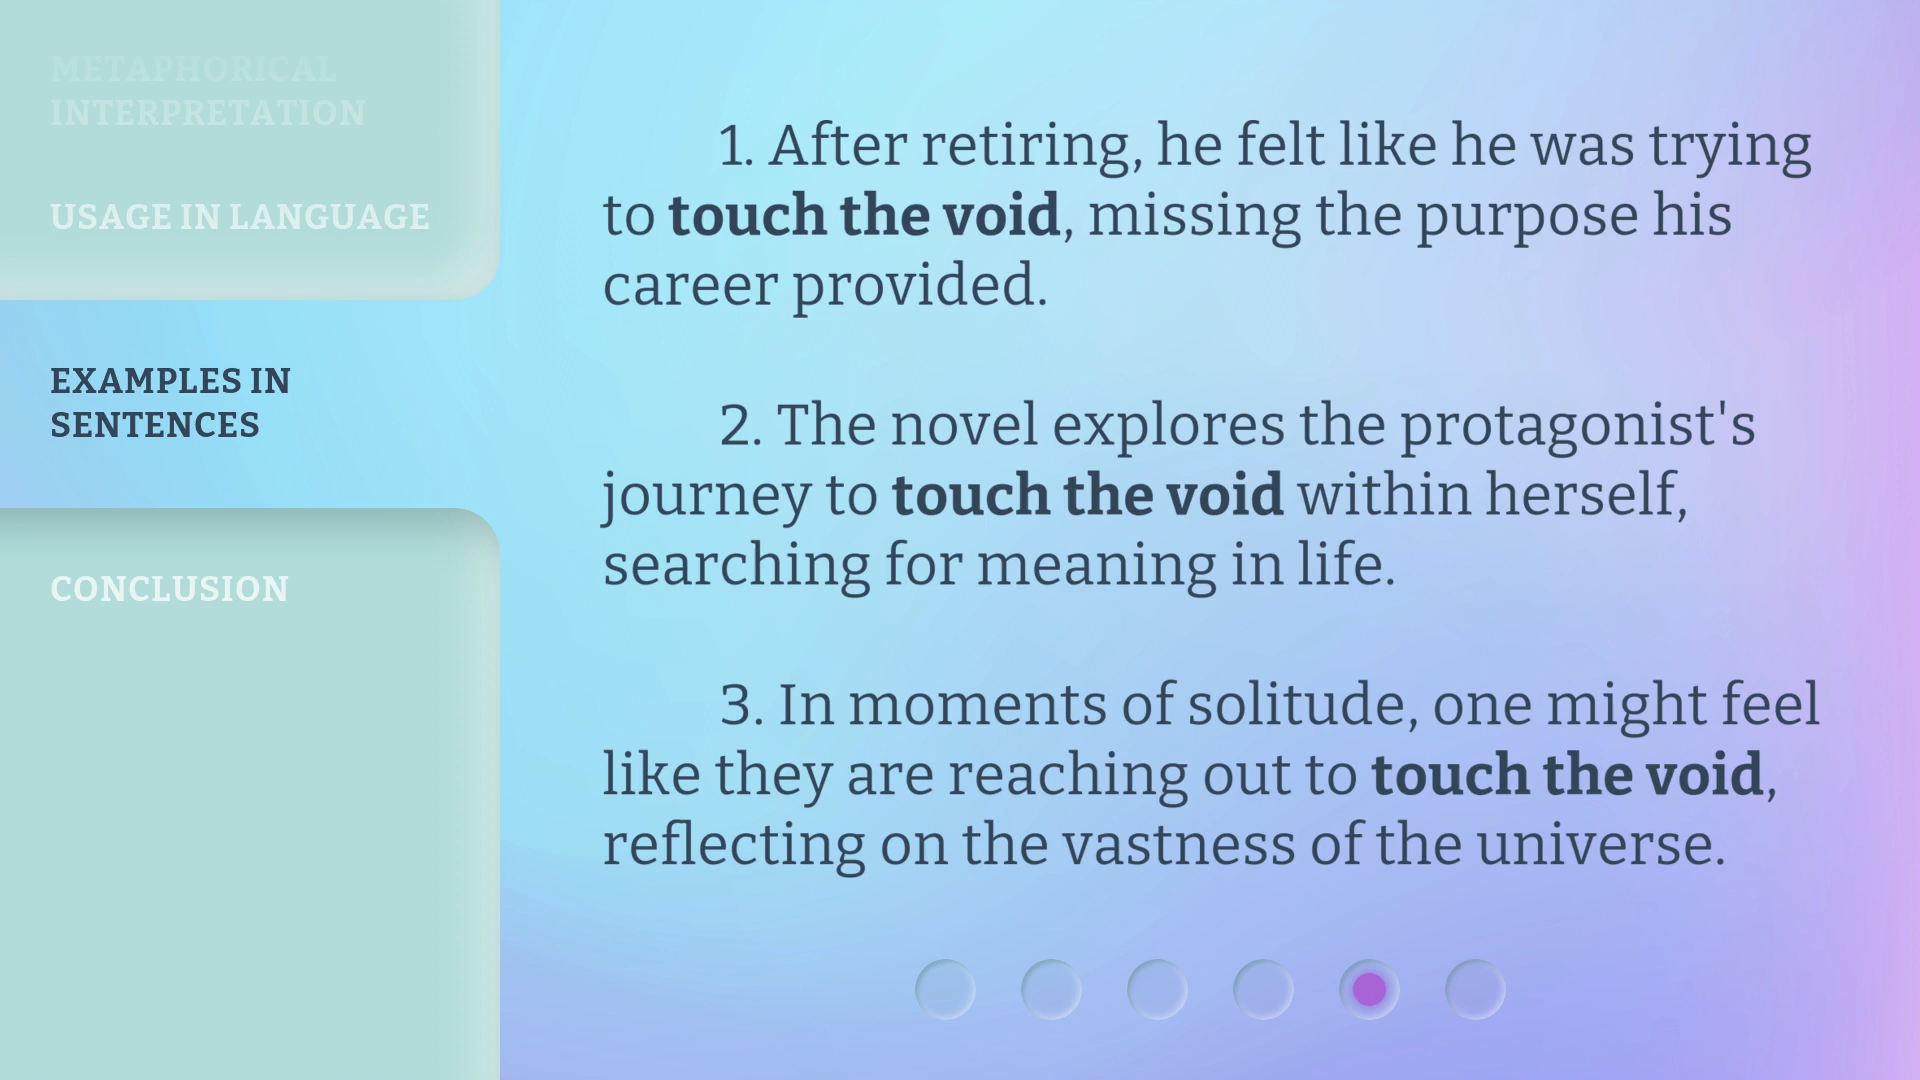 METAPHORICAL
INTERPRETATION
USAGE IN LANGUAGE
EXAMPLES IN
SENTENCES
CONCLUSION
1. After retiring, he felt like he was trying
to touch the void, missing the purpose his
career provided.
2. The novel explores the protagonist's
journey to touch the void within herself,
searching for meaning in life.
3. In moments of solitude, one might feel
like they are reaching out to touch the void,
reflecting on the vastness of the universe.